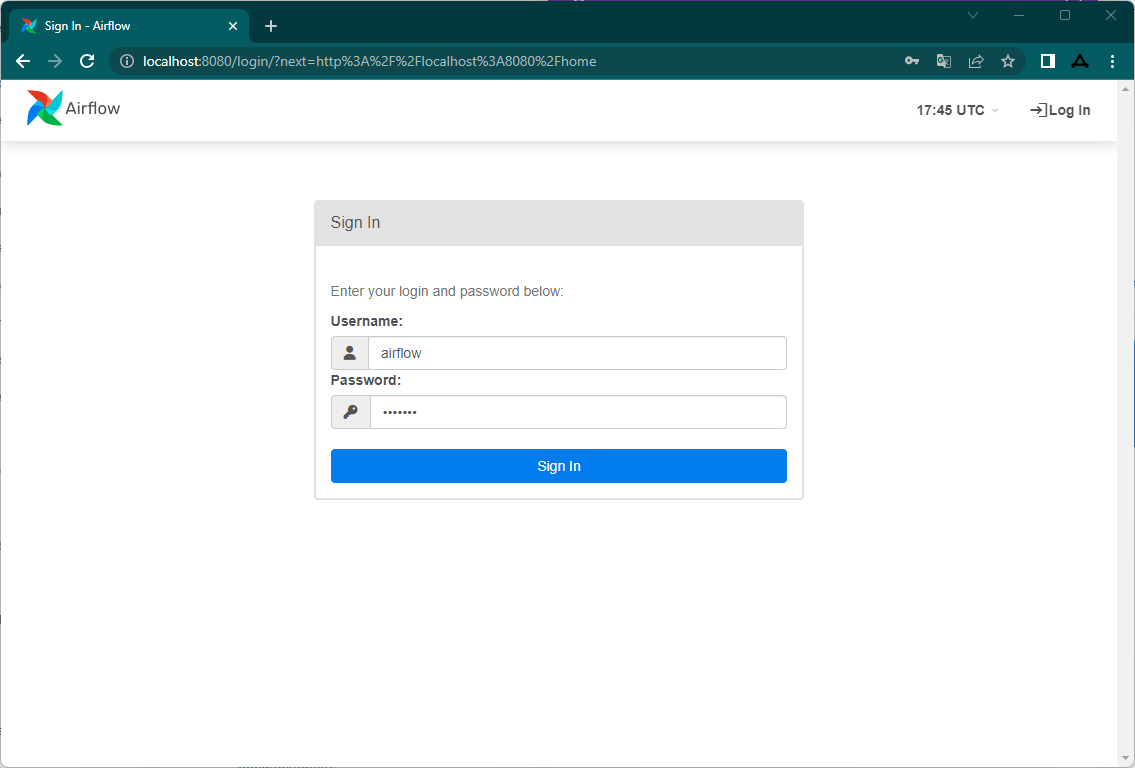 Sign In - Airflow
localhost:8080/login/?next=http%3A%2F%2Flocalhost%3A8080%2Fhome
Airflow
17:45 UTC
Log In
Sign In
Enter your login and password below:
Username:
airflow
Password:
•••••••
Sign In